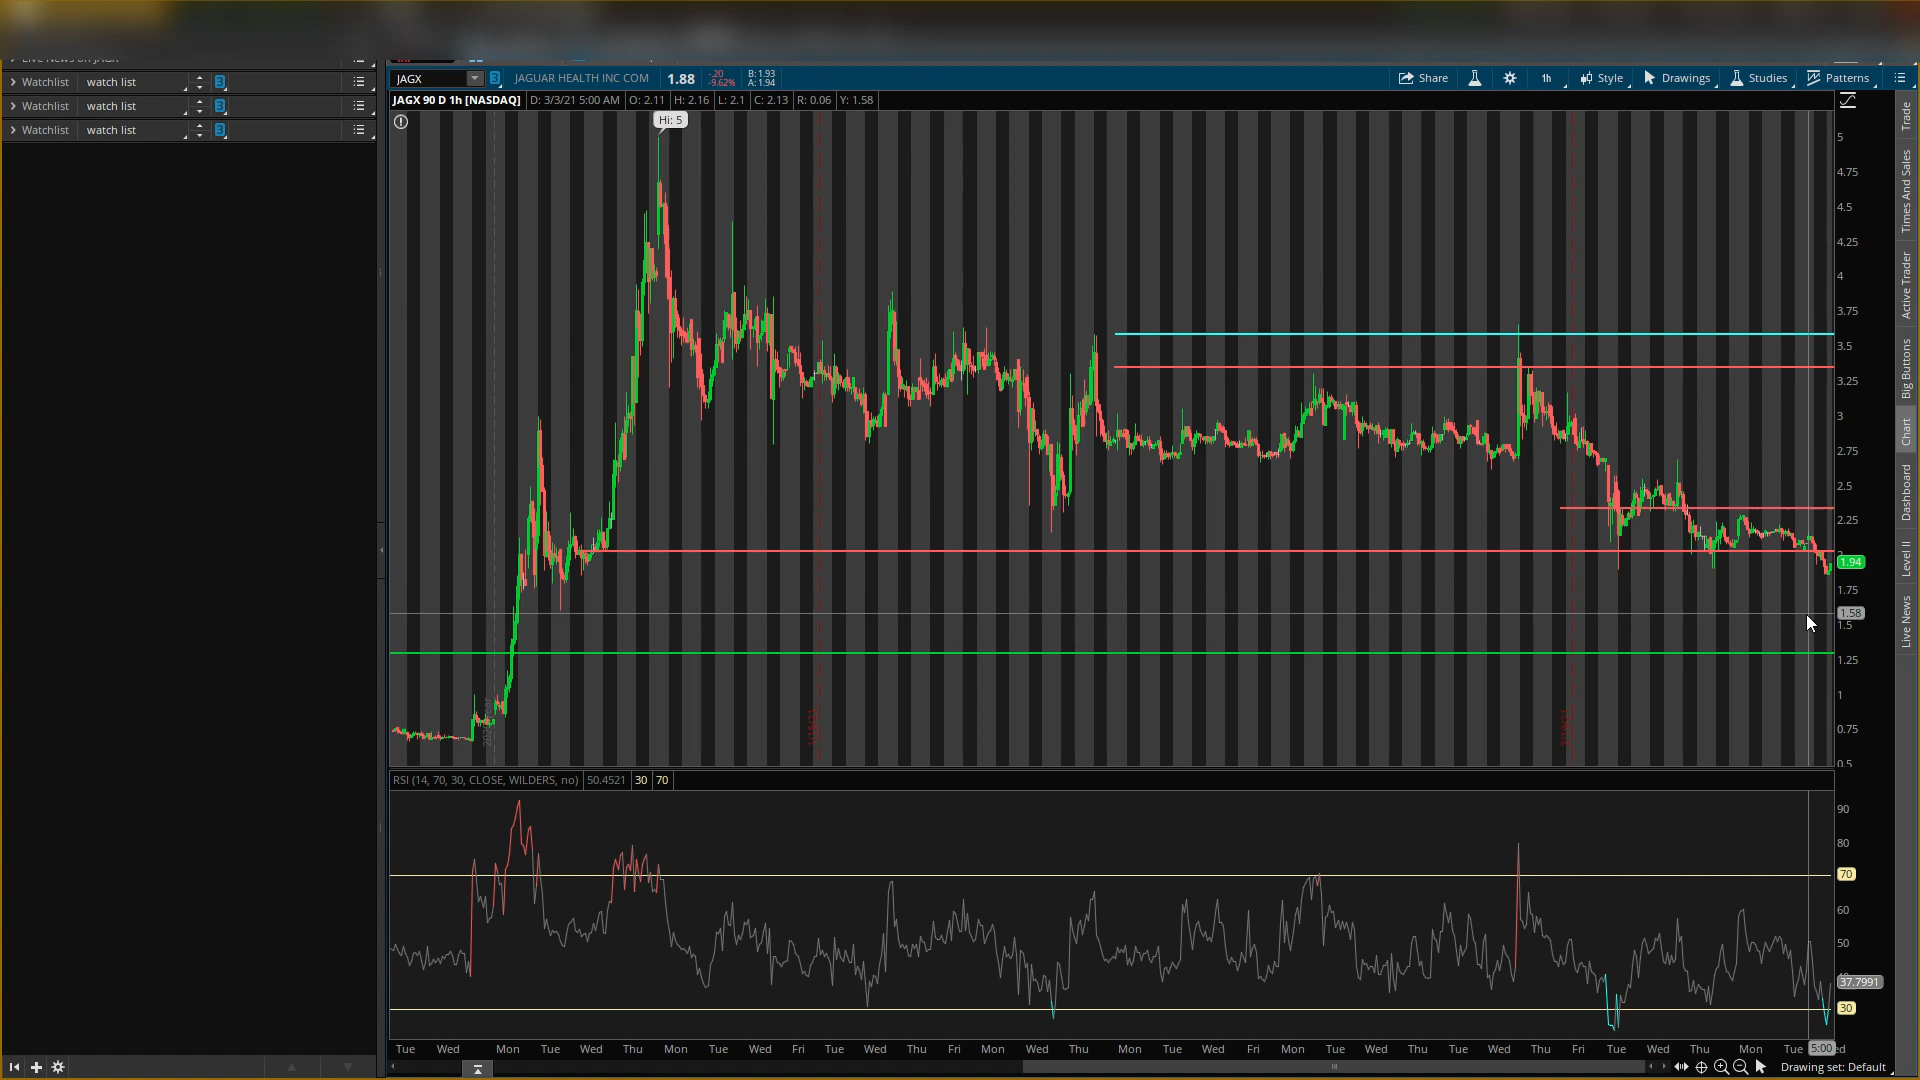 Watchlist watch list 3
Watchlist watch list 3
Watchlist watch list 3
JAGX 3 JAGUAR HEALTH INC COM 1.88 -.20 -9.62% B: 1.93 A: 1.94 Share 1h Style Drawings Studies Patterns
JAGX 90 D 1h [NASDAQ] D: 3/3/21 5:00 AM O: 2.11 H: 2.16 L: 2.1 C: 2.13 R: 0.06 Y: 1.58
Hi: 5
5
4.75
4.5
4.25
4
3.75
3.5
3.25
3
2.75
2.5
2.25
2
1.94
1.75
1.58
1.5
1.25
1
0.75
0.5
RSI (14, 70, 30, CLOSE, WILDERS, no) 50.4521 30 70
90
80
70
60
50
37.7991
30
Tue Wed Mon Tue Wed Thu Mon Tue Wed Fri Tue Wed Thu Fri Mon Wed Thu Mon Tue Wed Fri Mon Tue Wed Thu Tue Wed Thu Fri Tue Wed Thu Mon Tue 5:00
Drawing set: Default
Trade
Times And Sales
Active Trader
Big Buttons
Chart
Dashboard
Level II
Live News